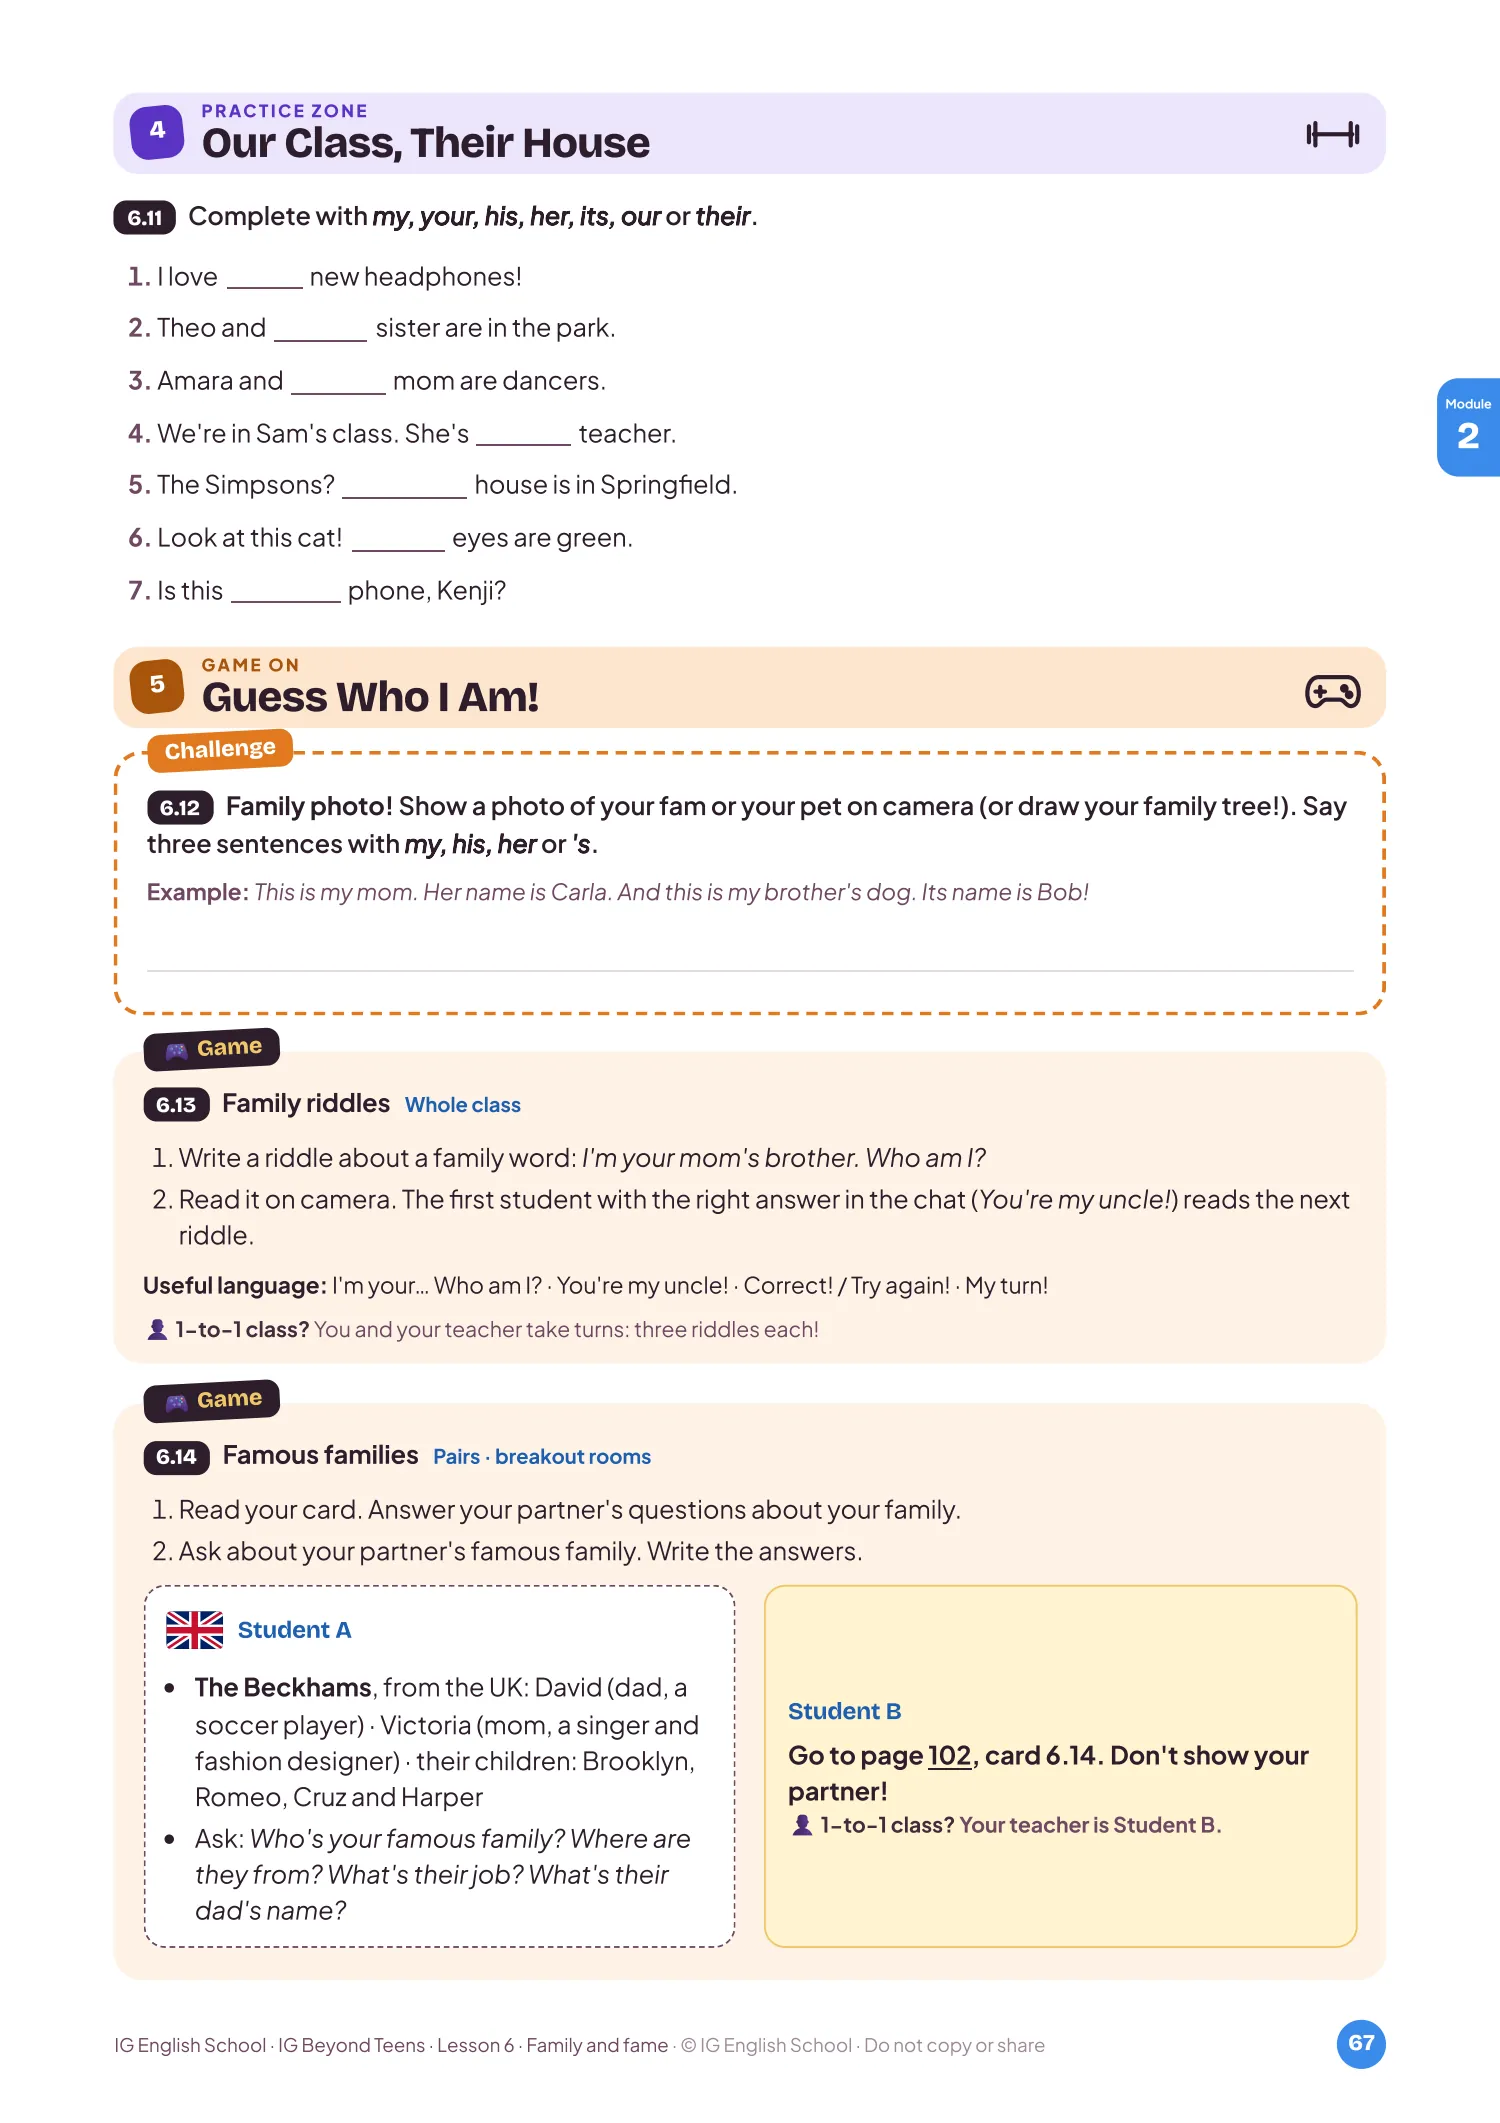 4
PRACTICE ZONE
Our Class, Their House
6.11 Complete with my, your, his, her, its, our or their.
1. I love ______ new headphones!
2. Theo and _______ sister are in the park.
3. Amara and _______ mom are dancers.
4. We're in Sam's class. She's _______ teacher.
5. The Simpsons? _________ house is in Springfield.
6. Look at this cat! _______ eyes are green.
7. Is this ________ phone, Kenji?
Module
2
5
GAME ON
Guess Who I Am!
Challenge
6.12 Family photo! Show a photo of your fam or your pet on camera (or draw your family tree!). Say
three sentences with my, his, her or 's.
Example: This is my mom. Her name is Carla. And this is my brother's dog. Its name is Bob!
Game
6.13 Family riddles Whole class
1. Write a riddle about a family word: I'm your mom's brother. Who am I?
2. Read it on camera. The first student with the right answer in the chat (You're my uncle!) reads the next
riddle.
Useful language: I'm your... Who am I? · You're my uncle! · Correct! / Try again! · My turn!
1-to-1 class? You and your teacher take turns: three riddles each!
Game
6.14 Famous families Pairs · breakout rooms
1. Read your card. Answer your partner's questions about your family.
2. Ask about your partner's famous family. Write the answers.
Student A
• The Beckhams, from the UK: David (dad, a
soccer player) · Victoria (mom, a singer and
fashion designer) · their children: Brooklyn,
Romeo, Cruz and Harper
• Ask: Who's your famous family? Where are
they from? What's their job? What's their
dad's name?
Student B
Go to page 102, card 6.14. Don't show your
partner!
1-to-1 class? Your teacher is Student B.
IG English School · IG Beyond Teens · Lesson 6 · Family and fame · © IG English School · Do not copy or share
67